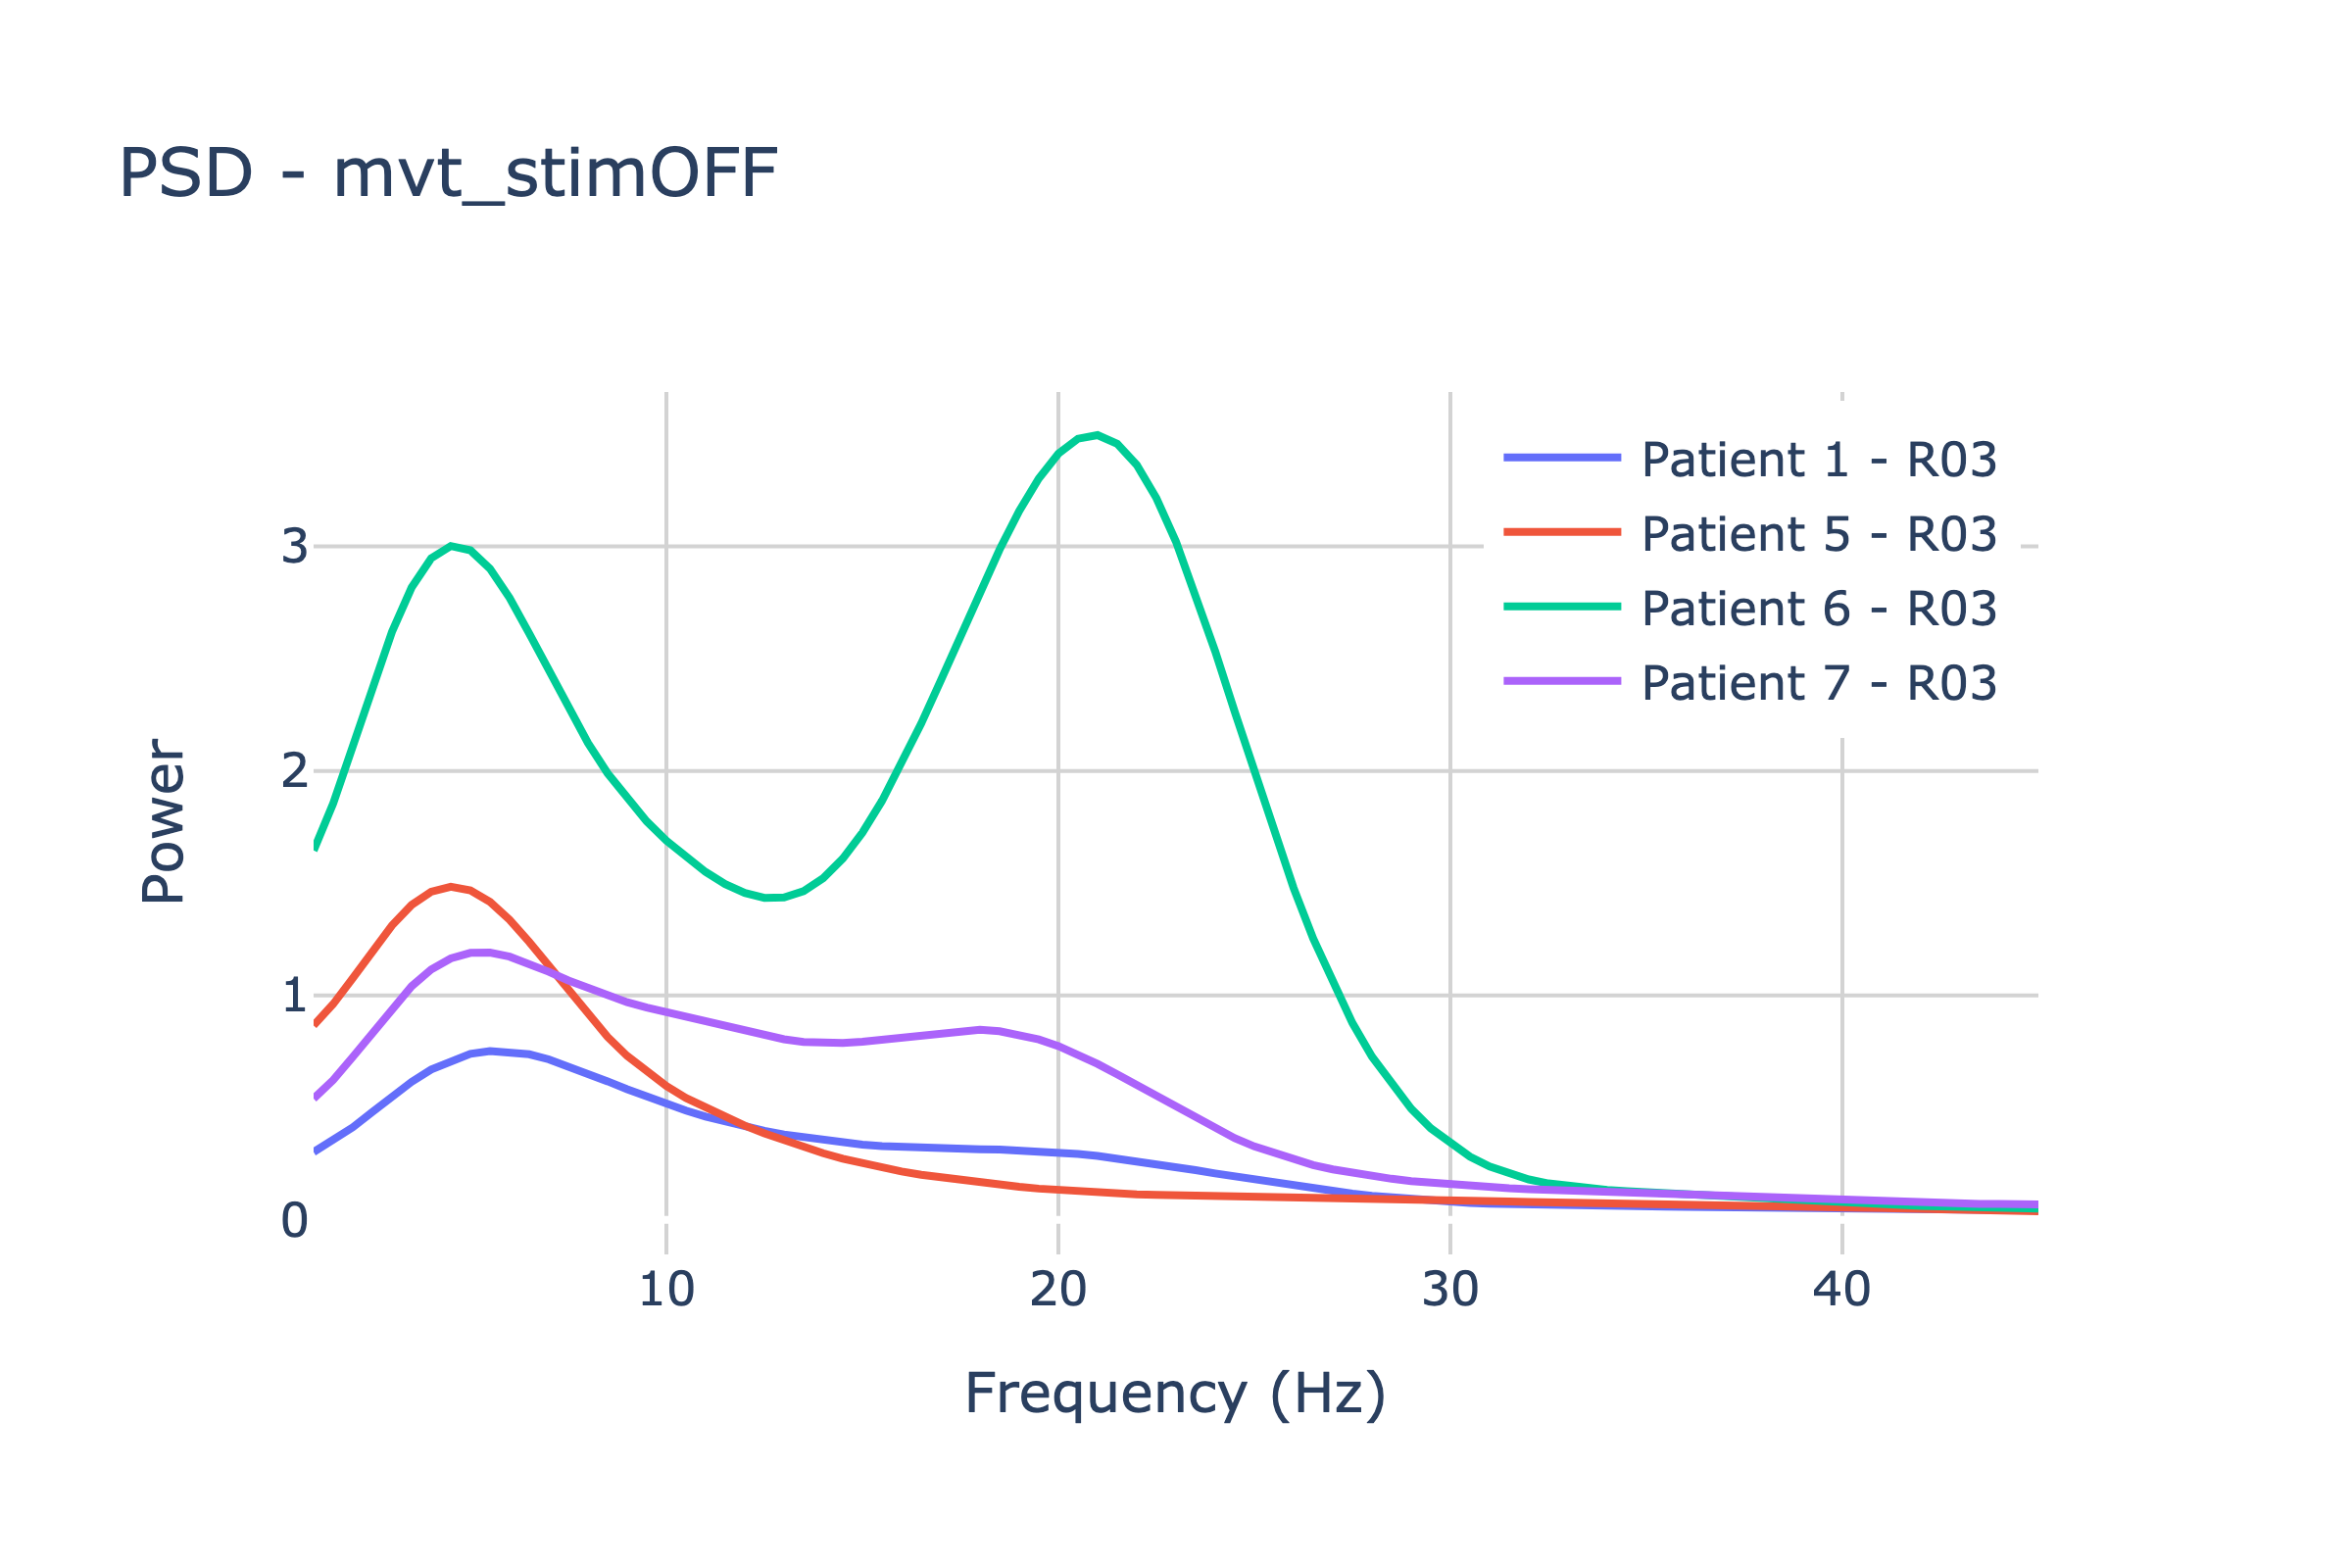 PSD - mvt_stimOFF
Patient 1 - R03
Patient 5 - R03
Patient 6 - R03
Patient 7 - R03
3
2
1
0
Power
10 20 30 40
Frequency (Hz)